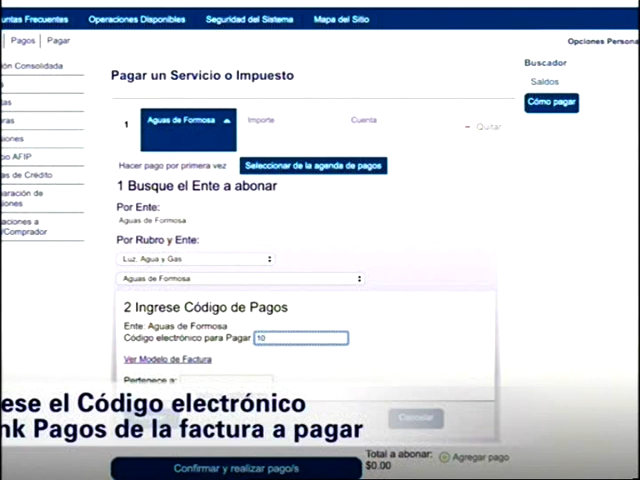 untas Frecuentes Operaciones Disponibles Seguridad del Sistema Mapa del Sitio
Pagos Pagar Opciones Persona
ón Consolidada
Buscador
Pagar un Servicio o Impuesto
Saldos
Cómo pagar
1 Aguas de Formosa Importe Cuenta
– Quitar
Hacer pago por primera vez Seleccionar de la agenda de pagos
AFIP
as de Crédito
1 Busque el Ente a abonar
Por Ente:
Aguas de Formosa
/Comprador
Por Rubro y Ente:
Luz, Agua y Gas
Aguas de Formosa
2 Ingrese Código de Pagos
Ente: Aguas de Formosa
Código electrónico para Pagar 10
Ver Modelo de Factura
Pertenece a:
ese el Código electrónico
nk Pagos de la factura a pagar
Cancelar
Total a abonar:
$0.00
Agregar pago
Confirmar y realizar pago/s